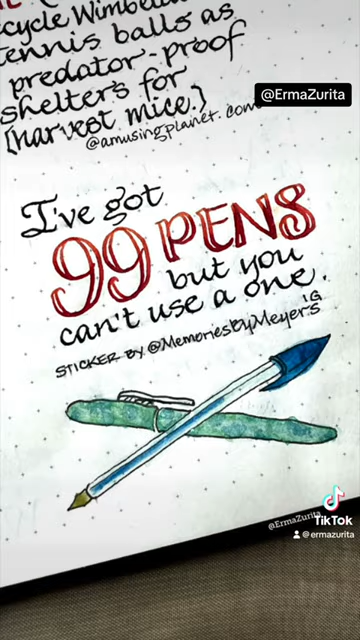 cycle Wimbled
tennis balls as
predator-proof
shelters for
[harvest mice.}
@amusingplanet.com
@ErmaZurita
I've got
99 PENS
but you
can't use a one.
STICKER BY @MemoriesByMeyers IG
@ErmaZurita
TikTok
@ermazurita